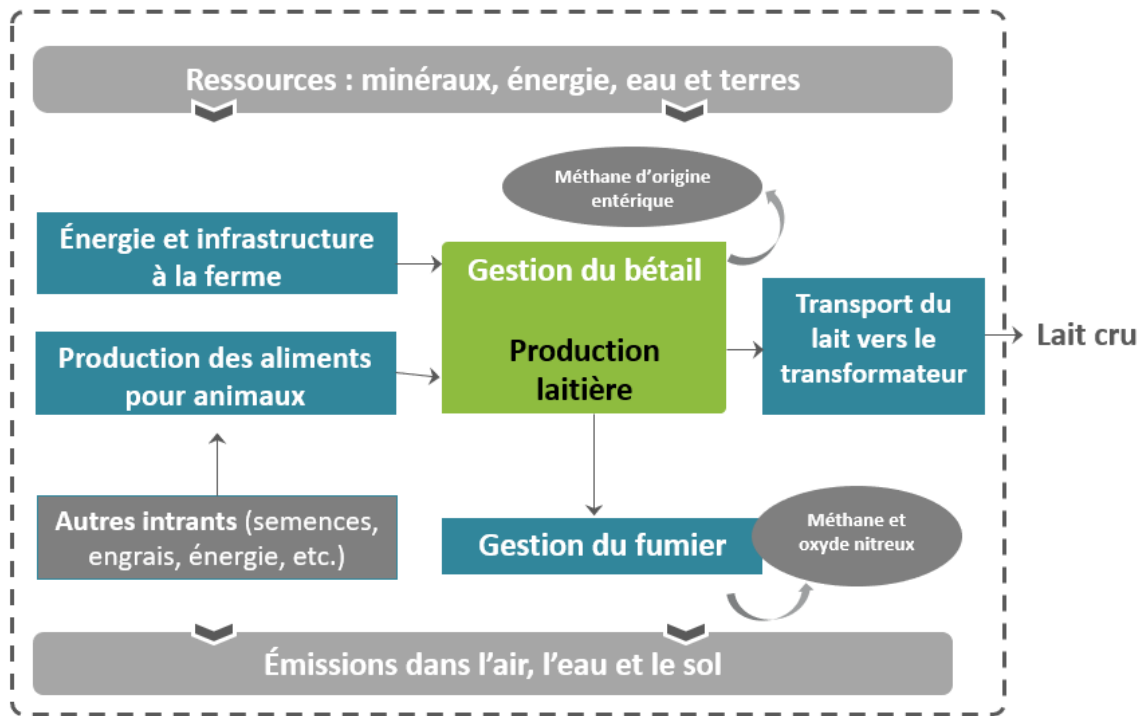 Ressources : minéraux, énergie, eau et terres
Méthane d'origine
entérique
Énergie et infrastructure
à la ferme
Gestion du bétail
Production
laitière
Transport du
lait vers le
transformateur
Lait cru
Production des aliments
pour animaux
Autres intrants (semences,
engrais, énergie, etc.)
Gestion du fumier
Méthane et
oxyde nitreux
Émissions dans l'air, l'eau et le sol